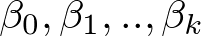 β₀, β₁, .., βₖ